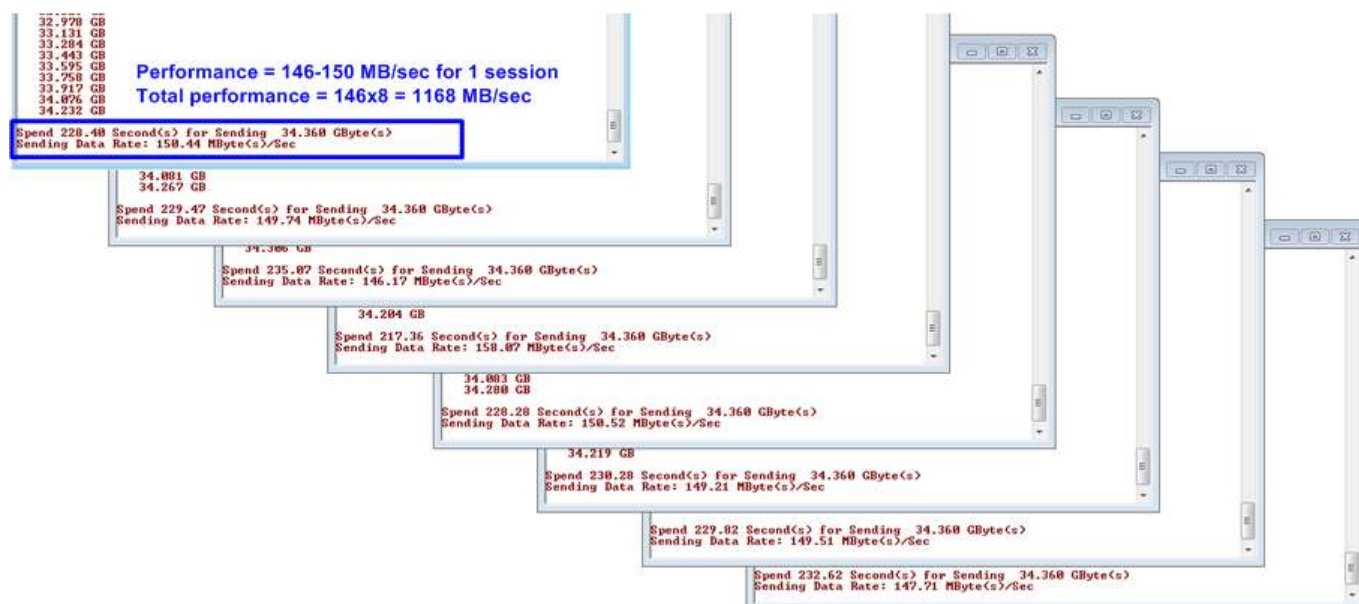 32.978 GB
33.131 GB
33.284 GB
33.443 GB
33.595 GB
33.758 GB
33.917 GB
34.076 GB
34.232 GB
Performance = 146-150 MB/sec for 1 session
Total performance = 146x8 = 1168 MB/sec
Spend 228.40 Second(s) for Sending 34.360 GByte(s)
Sending Data Rate: 150.44 MByte(s)/Sec
34.081 GB
34.267 GB
Spend 229.47 Second(s) for Sending 34.360 GByte(s)
Sending Data Rate: 149.74 MByte(s)/Sec
34.306 GB
Spend 235.07 Second(s) for Sending 34.360 GByte(s)
Sending Data Rate: 146.17 MByte(s)/Sec
34.204 GB
Spend 217.36 Second(s) for Sending 34.360 GByte(s)
Sending Data Rate: 158.07 MByte(s)/Sec
34.083 GB
34.280 GB
Spend 228.28 Second(s) for Sending 34.360 GByte(s)
Sending Data Rate: 150.52 MByte(s)/Sec
34.219 GB
Spend 230.28 Second(s) for Sending 34.360 GByte(s)
Sending Data Rate: 149.21 MByte(s)/Sec
Spend 229.82 Second(s) for Sending 34.360 GByte(s)
Sending Data Rate: 149.51 MByte(s)/Sec
Spend 232.62 Second(s) for Sending 34.360 GByte(s)
Sending Data Rate: 147.71 MByte(s)/Sec